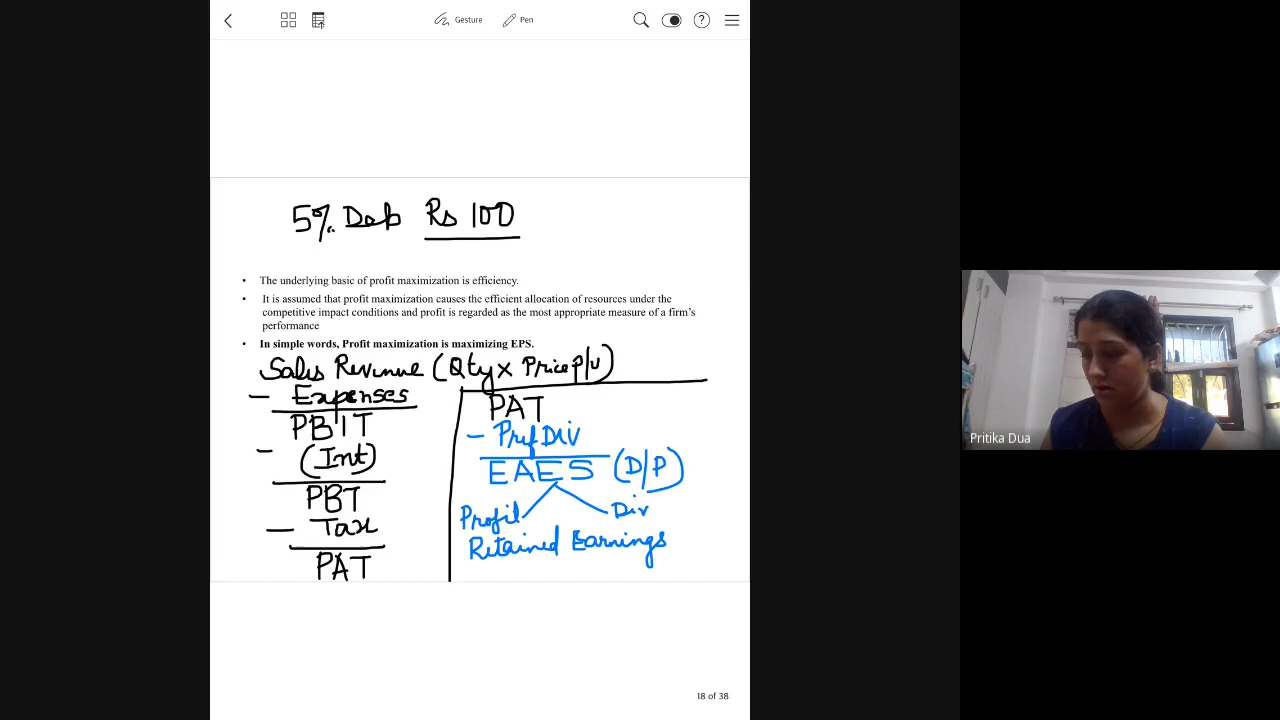 Gesture
Pen
5% Deb Rs 100
• The underlying basic of profit maximization is efficiency.
• It is assumed that profit maximization causes the efficient allocation of resources under the
competitive impact conditions and profit is regarded as the most appropriate measure of a firm's
performance
• In simple words, Profit maximization is maximizing EPS.
Sales Revenue (Qty x Price p/u)
- Expenses
PBIT
- (Int)
PBT
- Tax
PAT
PAT
- Pref Div
EAES (D/P)
Profit Div
Retained Earnings
18 of 38
Pritika Dua